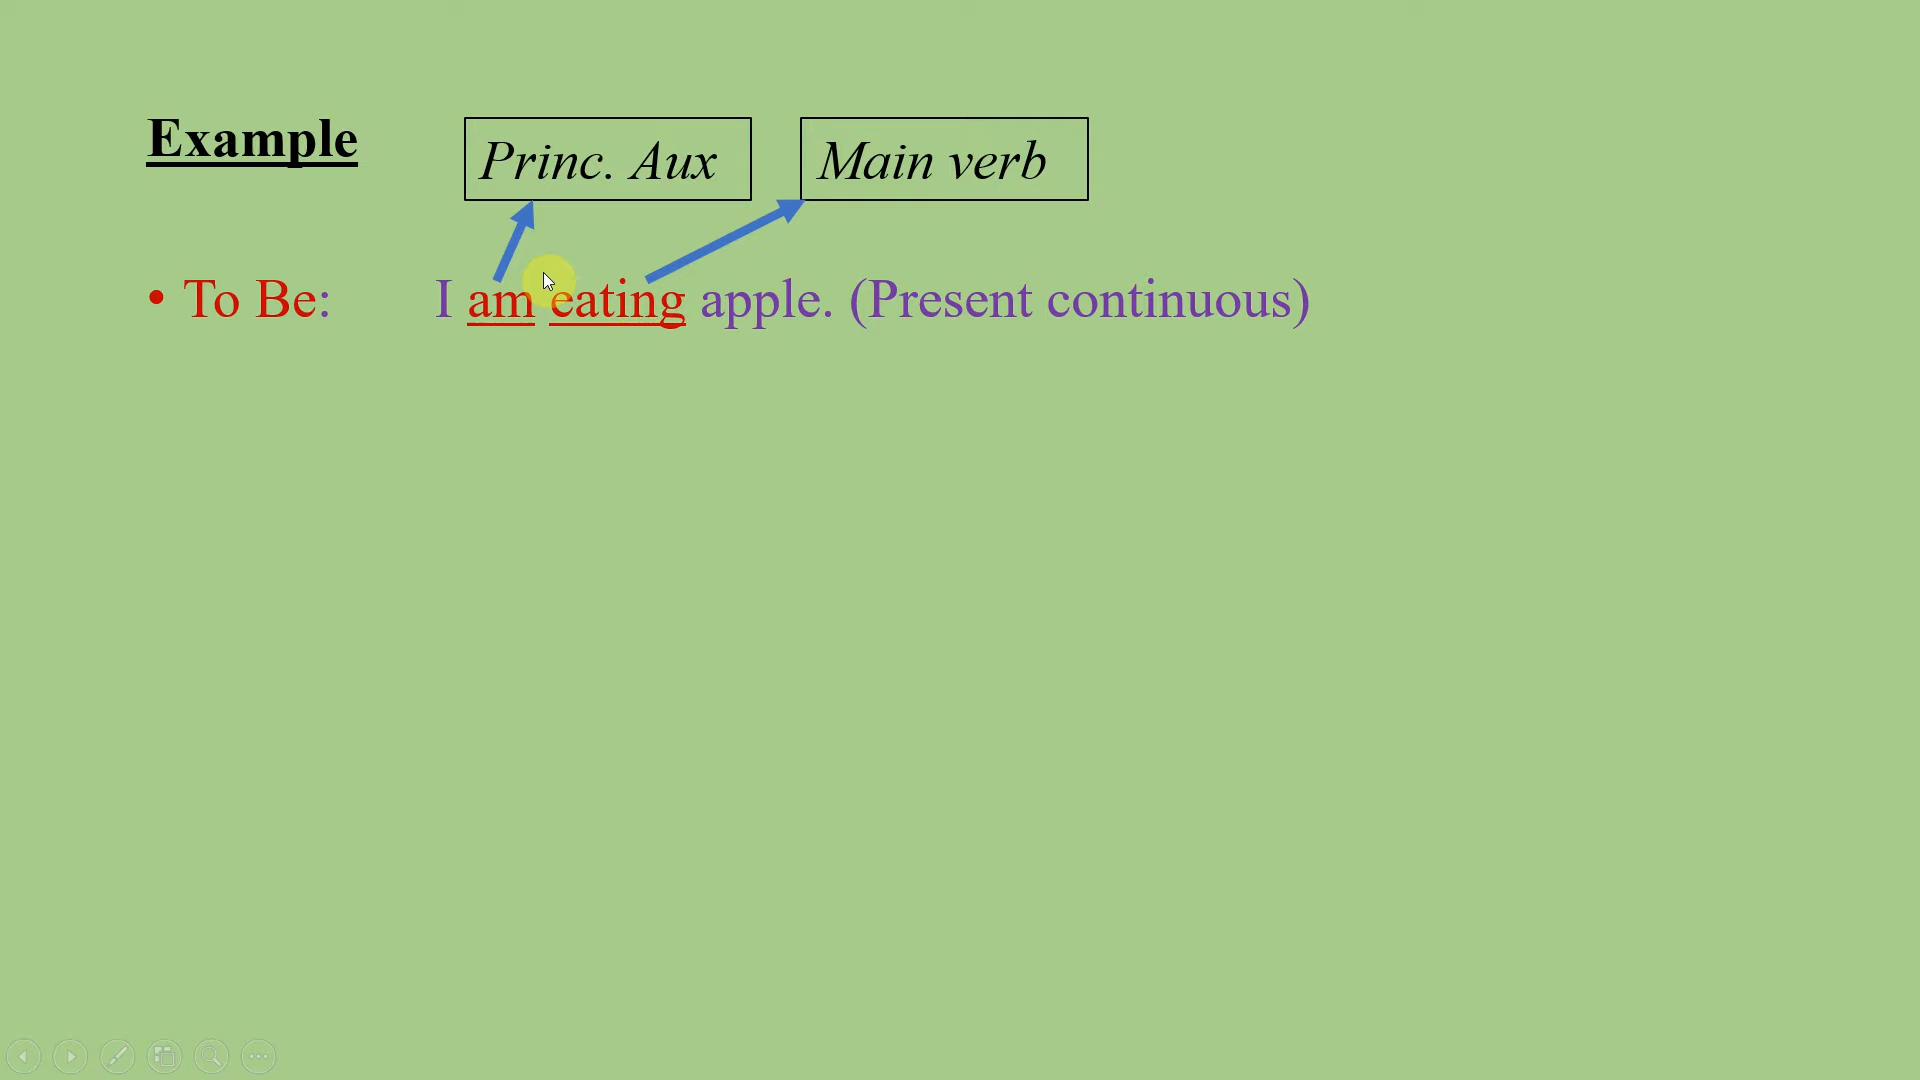 Example
Princ. Aux
Main verb
• To Be: I am eating apple. (Present continuous)